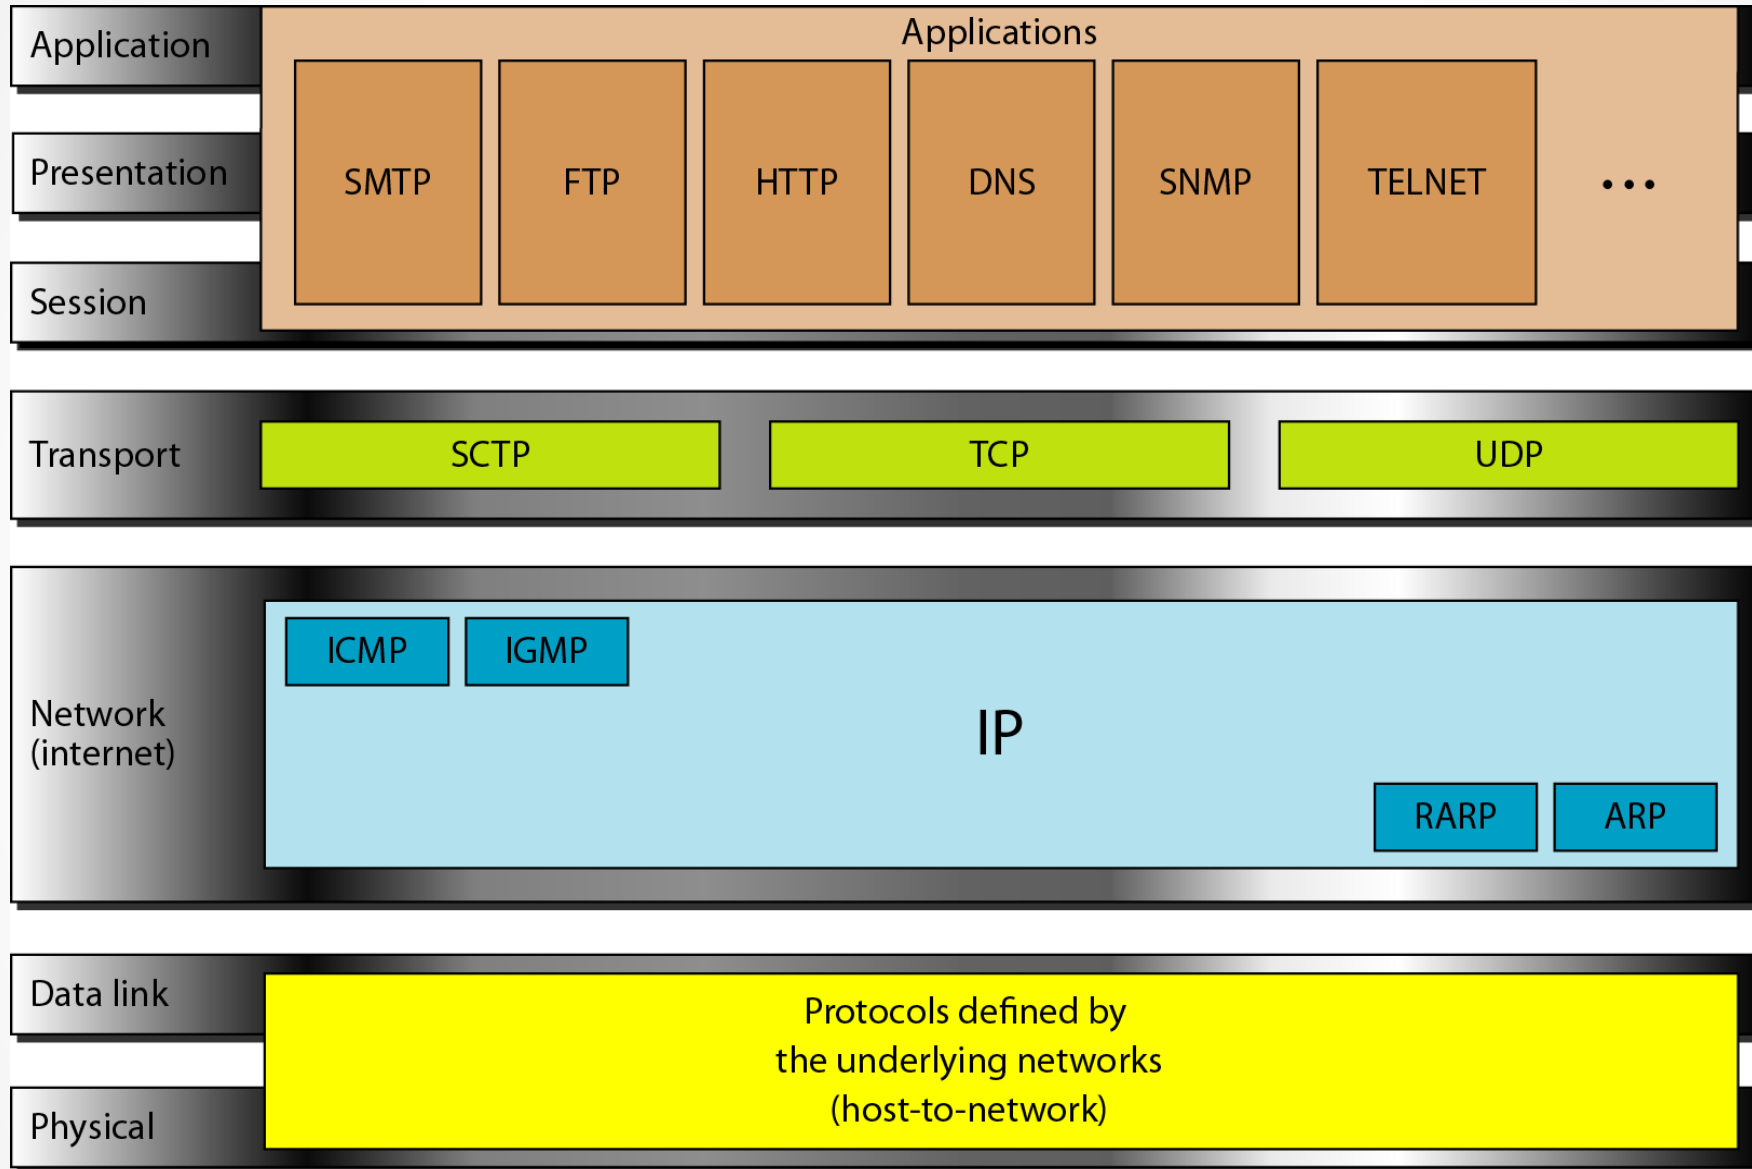 Application
Applications
Presentation
SMTP
FTP
HTTP
DNS
SNMP
TELNET
...
Session
Transport
SCTP
TCP
UDP
Network
(internet)
ICMP
IGMP
IP
RARP
ARP
Data link
Physical
Protocols defined by
the underlying networks
(host-to-network)